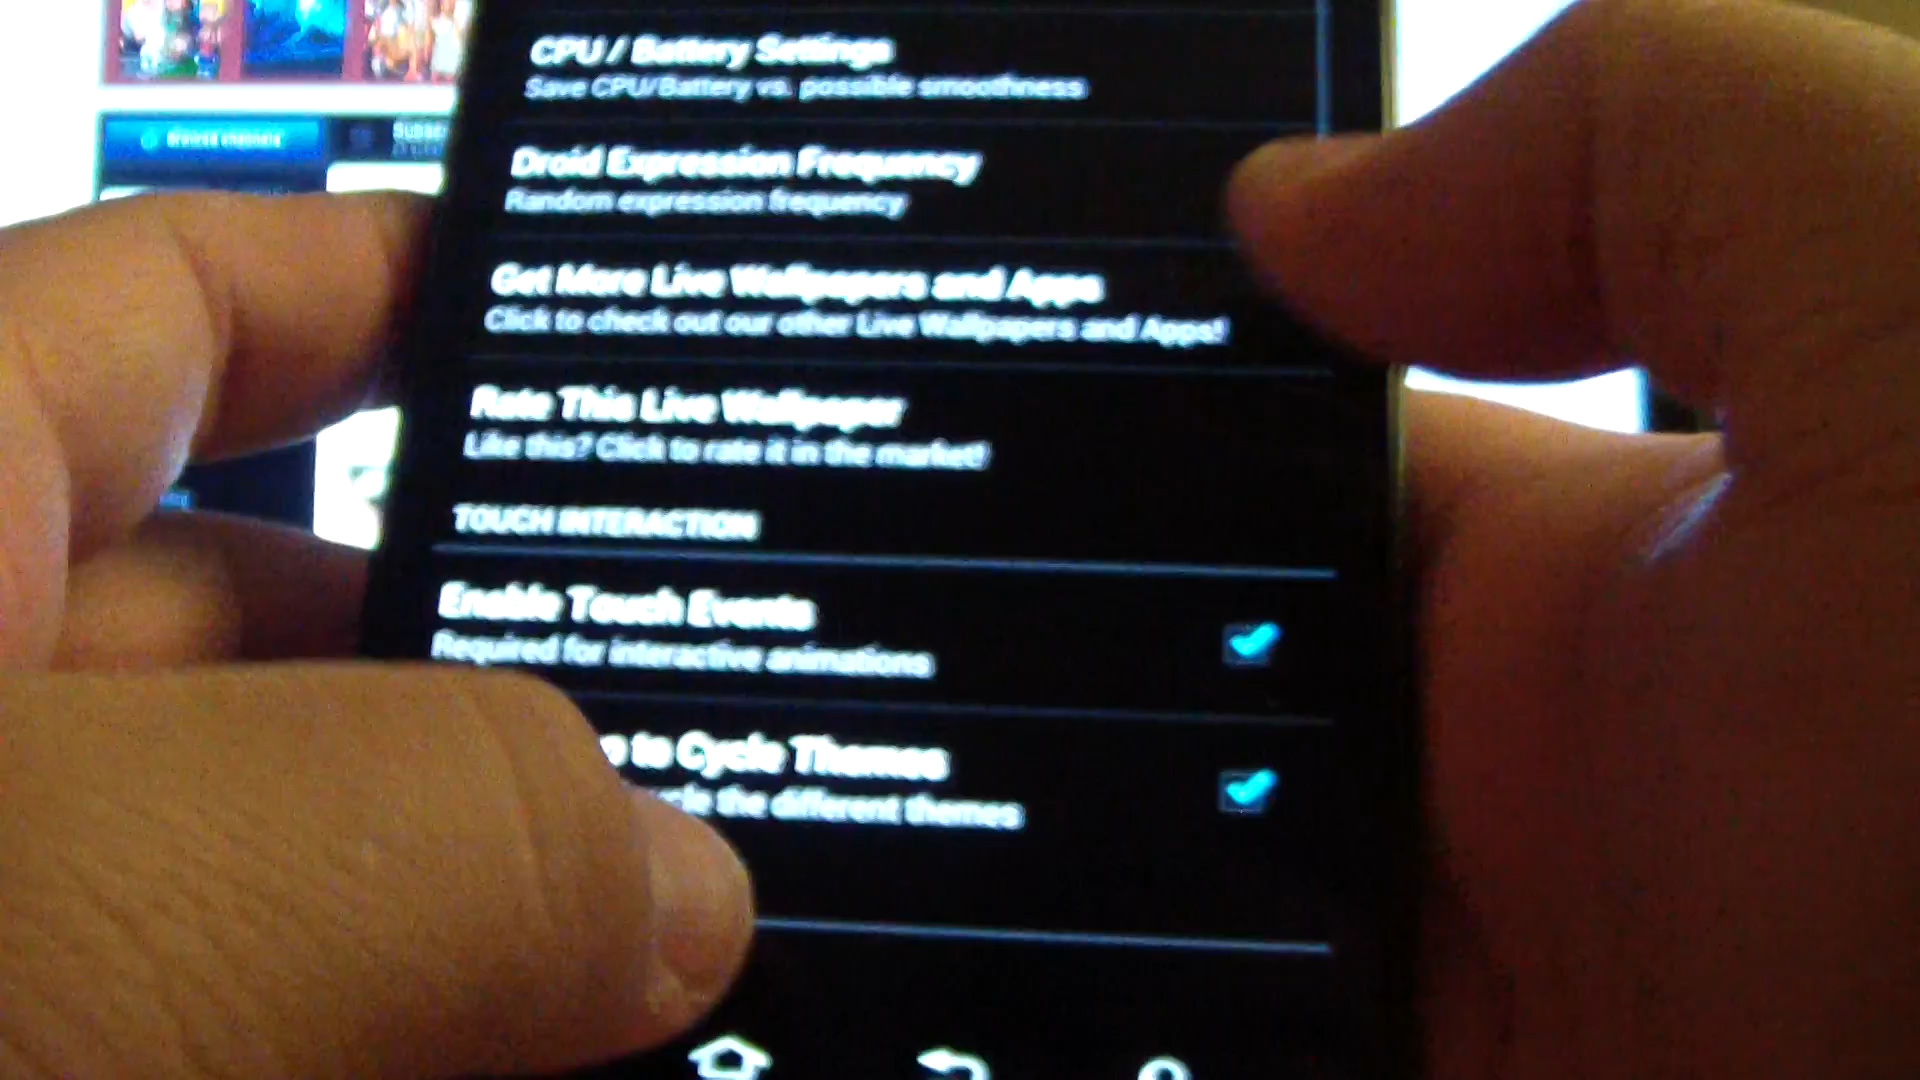 CPU / Battery Settings
Save CPU/Battery vs. possible smoothness
Droid Expression Frequency
Random expression frequency
Get More Live Wallpapers and Apps
Click to check out our other Live Wallpapers and Apps!
Rate This Live Wallpaper
Like this? Click to rate it in the market!
TOUCH INTERACTION
Enable Touch Events
Required for interactive animations
to Cycle Themes
the different themes
Browse channels